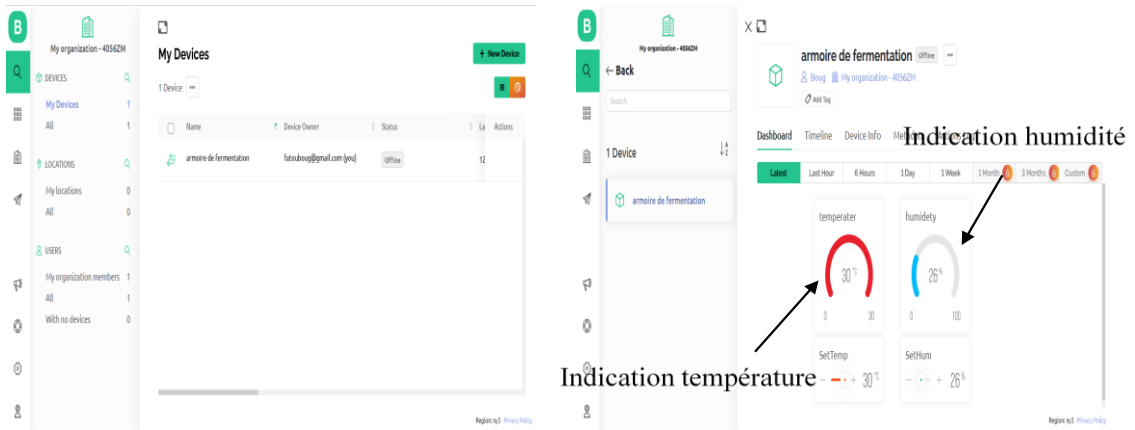 B
My organization - 4056ZM
DEVICES
My Devices 1
All 1
LOCATIONS
My locations 0
All 0
USERS
My organization members 1
All 1
With no devices 0
My Devices
+ New Device
1 Device
Name Device Owner Status La Actions
armoire de fermentation fatouboug@gmail.com (you) Offline 12
Region: ny3 Privacy Policy
B
My organization - 4056ZM
← Back
Search
1 Device
armoire de fermentation
armoire de fermentation Offline
Boug My organization - 4056ZM
Add Tag
Dashboard Timeline Device Info
Indication humidité
Latest Last Hour 6 Hours 1 Day 1 Week 1 Month 3 Months Custom
temperater humidety
30 °C 26 %
0 30 0 100
SetTemp SetHum
Indication température
− + 30 °C − + 26 %
Region: ny3 Privacy Policy